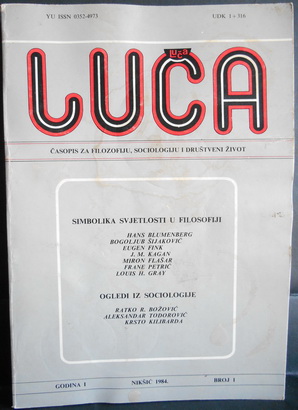 YU ISSN 0352-4973
UDK 1+316
luča
LUČA
ČASOPIS ZA FILOZOFIJU, SOCIOLOGIJU I DRUŠTVENI ŽIVOT
SIMBOLIKA SVJETLOSTI U FILOSOFIJI
HANS BLUMENBERG
BOGOLJUB ŠIJAKOVIĆ
EUGEN FINK
J. M. KAGAN
MIRON FLAŠAR
FRANE PETRIĆ
LOUIS H. GRAY
OGLEDI IZ SOCIOLOGIJE
RATKO R. BOŽOVIĆ
ALEKSANDAR TODOROVIĆ
KRSTO KILIBARDA
GODINA I
NIKŠIĆ 1984.
BROJ 1